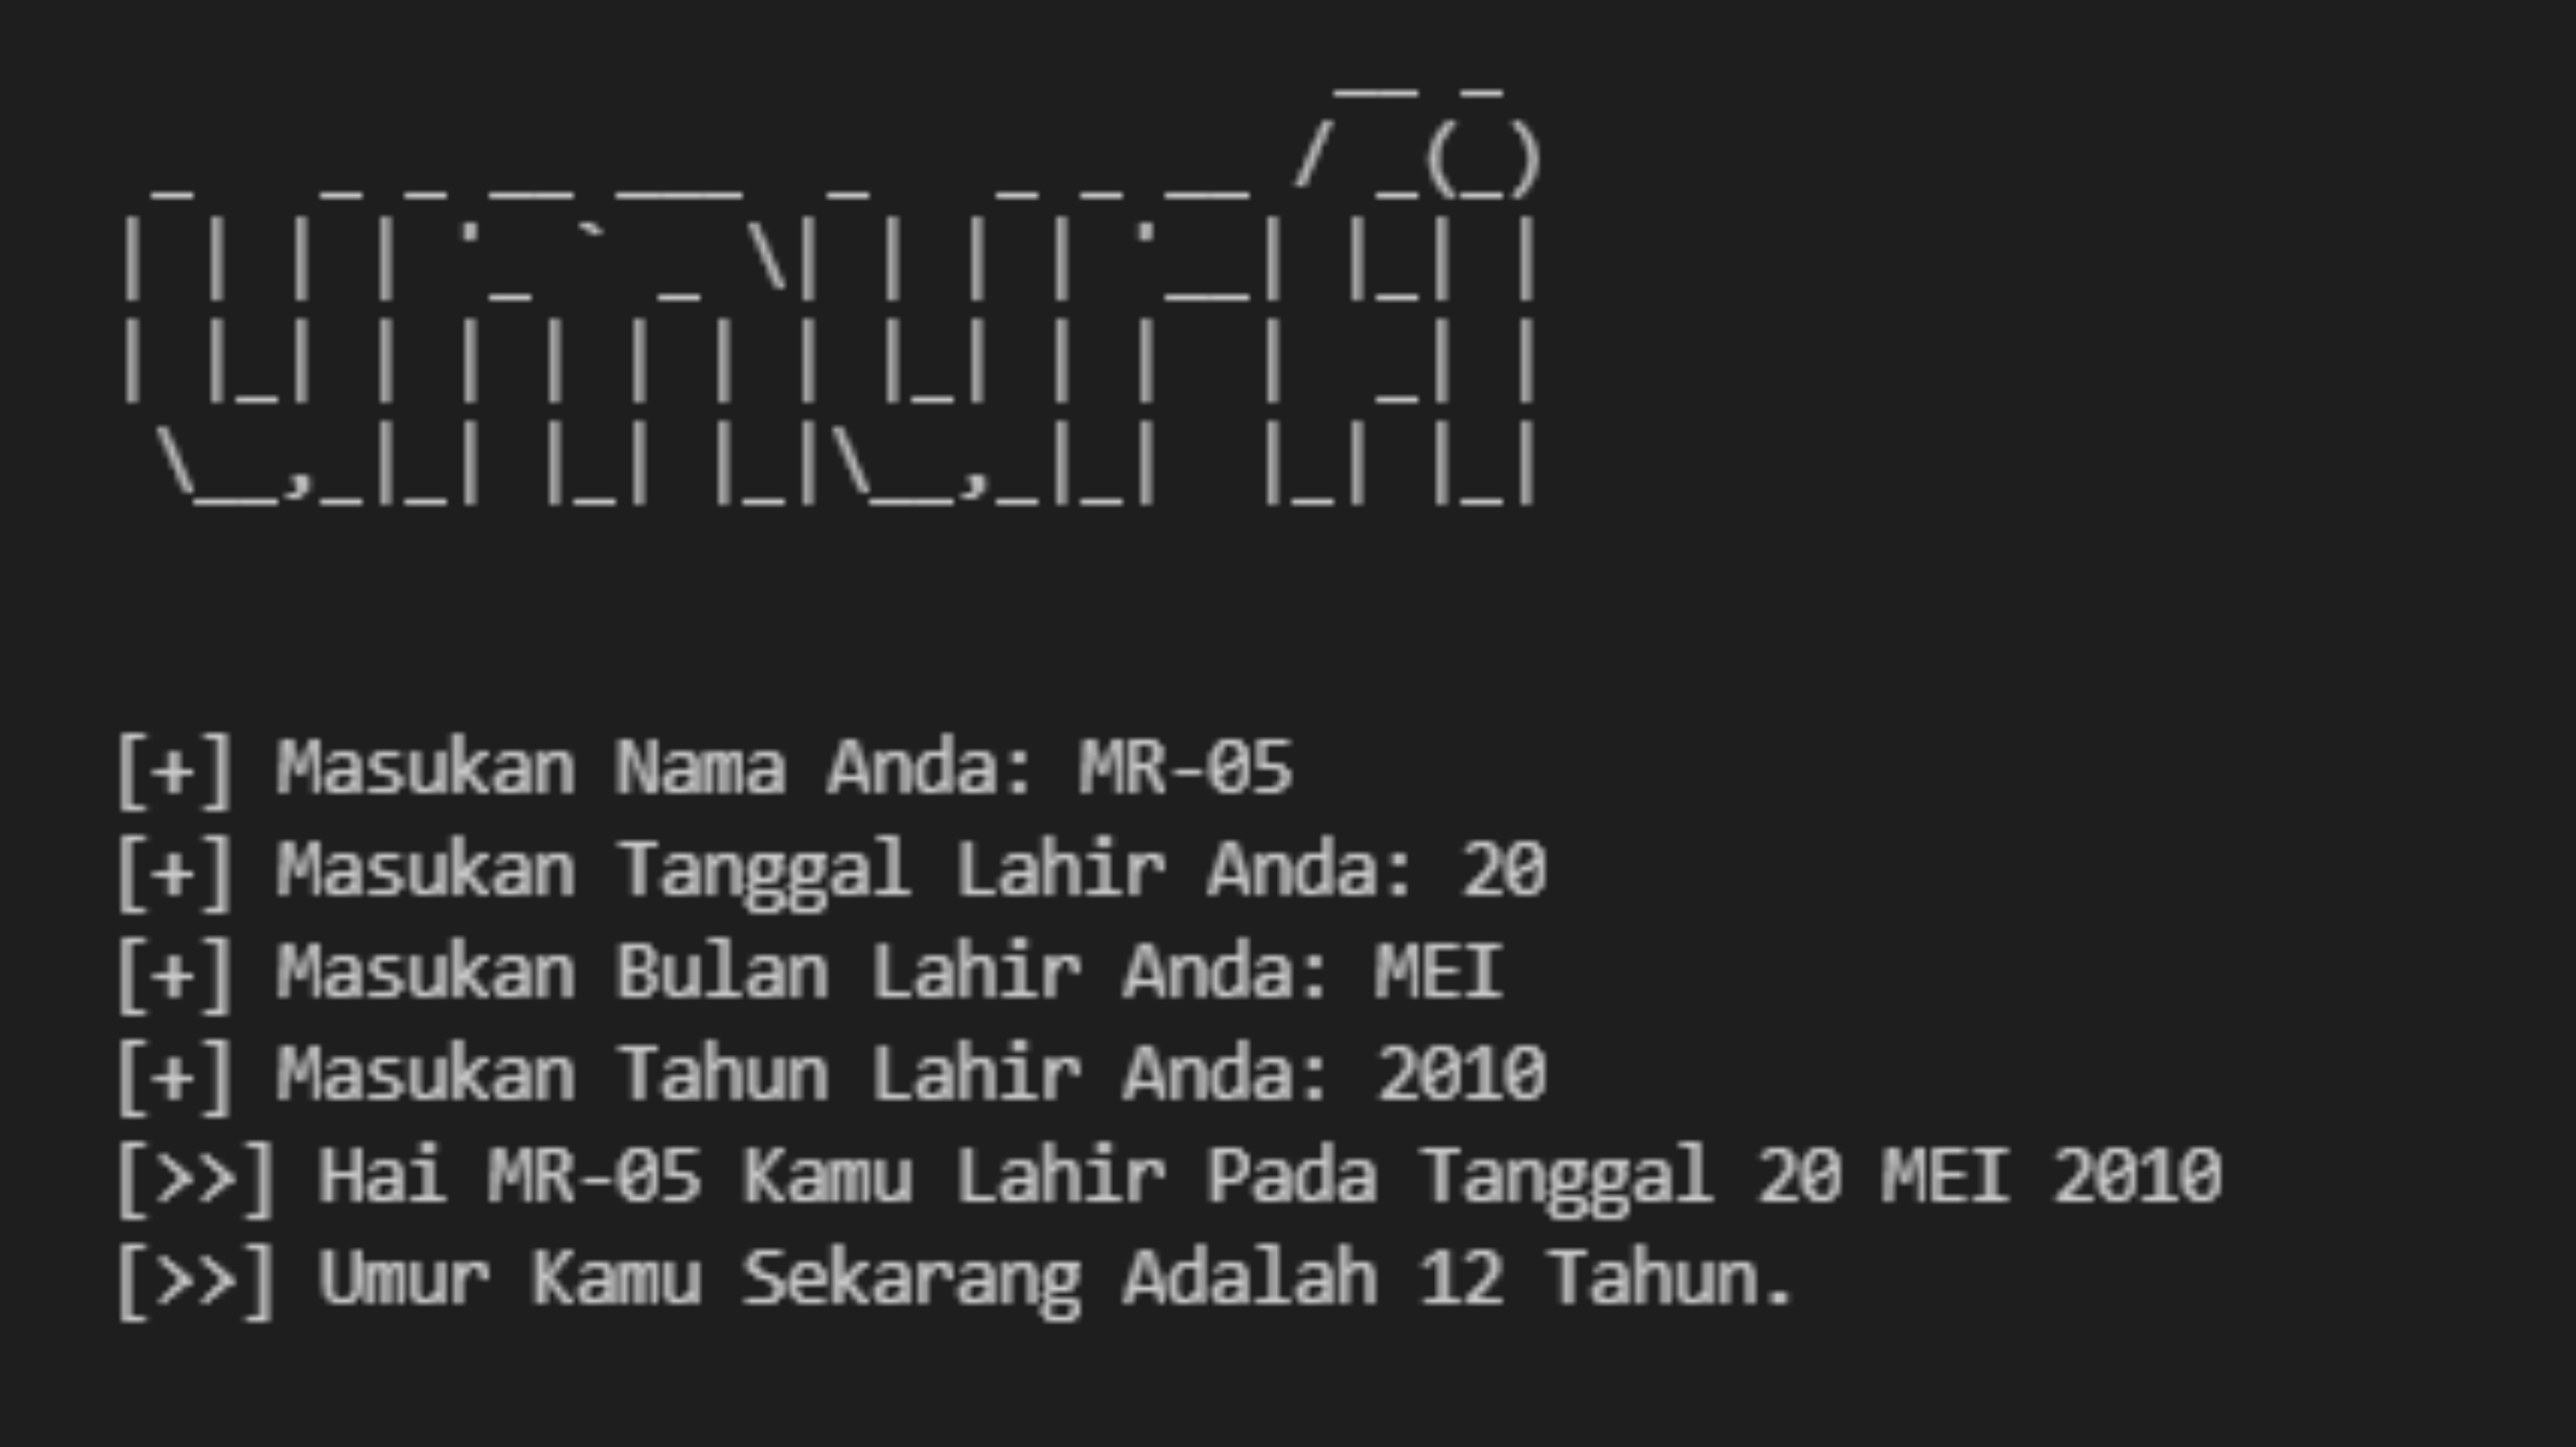 umurfi
[+] Masukan Nama Anda: MR-05
[+] Masukan Tanggal Lahir Anda: 20
[+] Masukan Bulan Lahir Anda: MEI
[+] Masukan Tahun Lahir Anda: 2010
[>>] Hai MR-05 Kamu Lahir Pada Tanggal 20 MEI 2010
[>>] Umur Kamu Sekarang Adalah 12 Tahun.